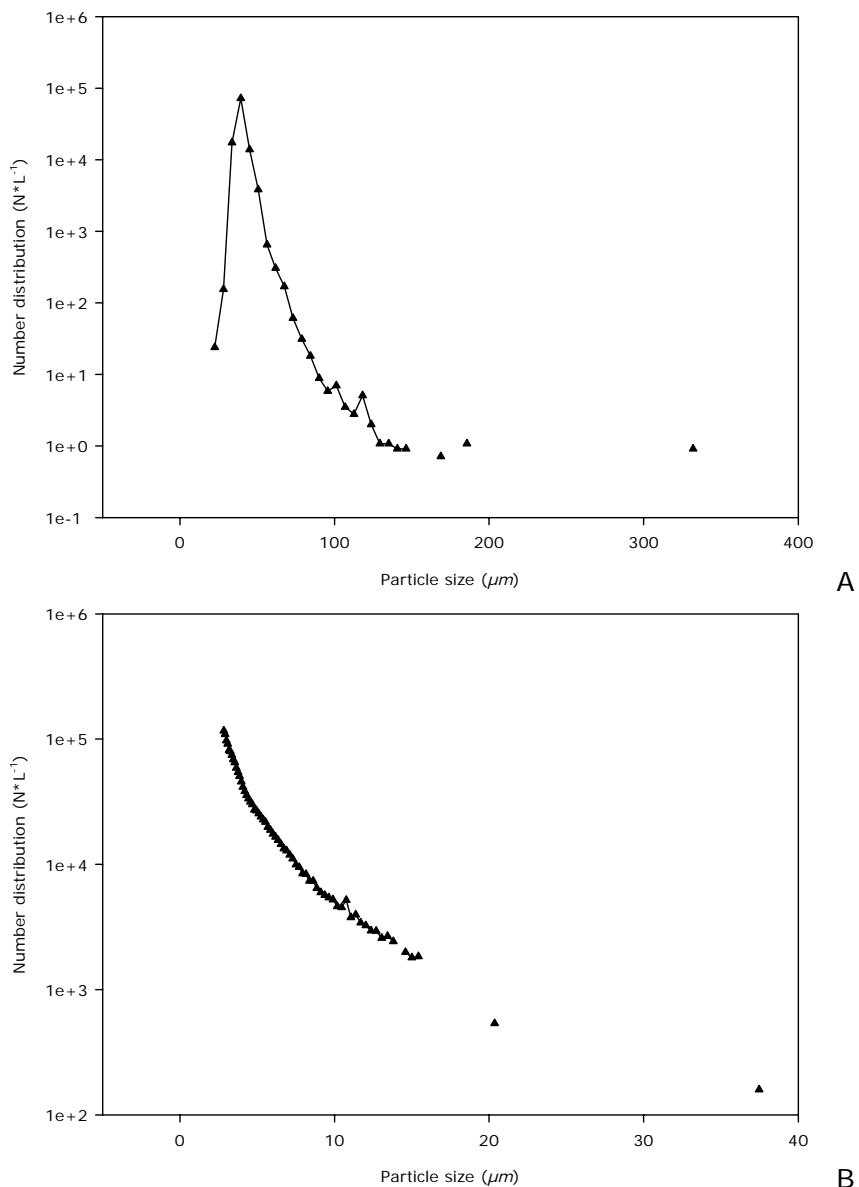 1e+6
1e+5
1e+4
1e+3
1e+2
1e+1
1e+0
1e-1
Number distribution (N*L⁻¹)
0 100 200 300 400
Particle size (µm)
A
1e+6
1e+5
1e+4
1e+3
1e+2
Number distribution (N*L⁻¹)
0 10 20 30 40
Particle size (µm)
B